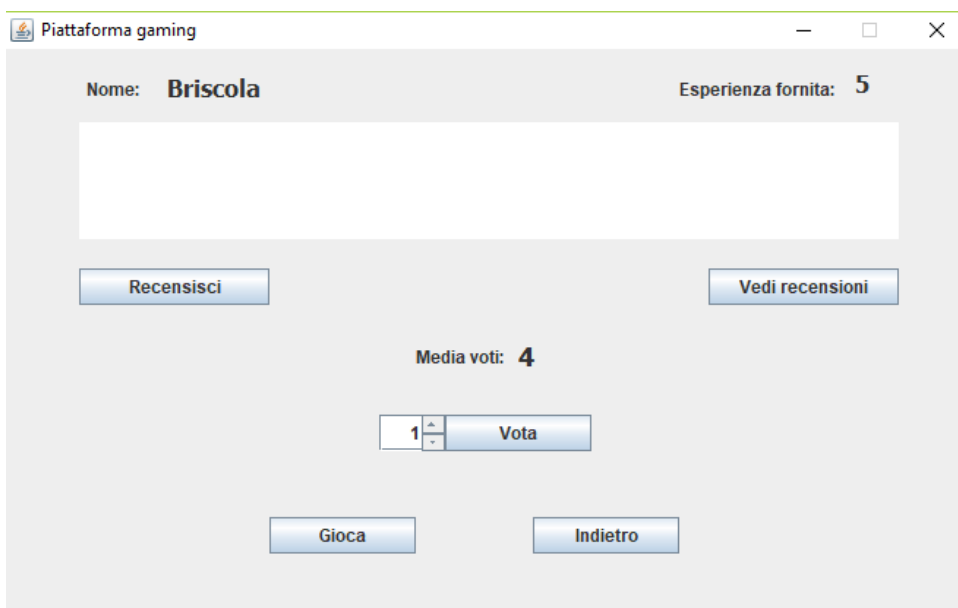 Piattaforma gaming
Nome: Briscola Esperienza fornita: 5
Recensisci Vedi recensioni
Media voti: 4
1 Vota
Gioca Indietro